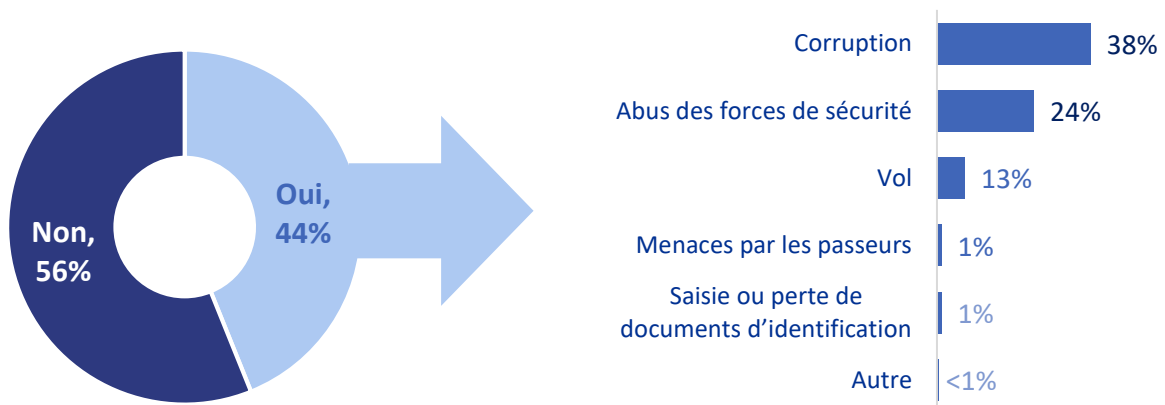 Non,
56%
Oui,
44%
Corruption 38%
Abus des forces de sécurité 24%
Vol 13%
Menaces par les passeurs 1%
Saisie ou perte de
documents d’identification 1%
Autre <1%